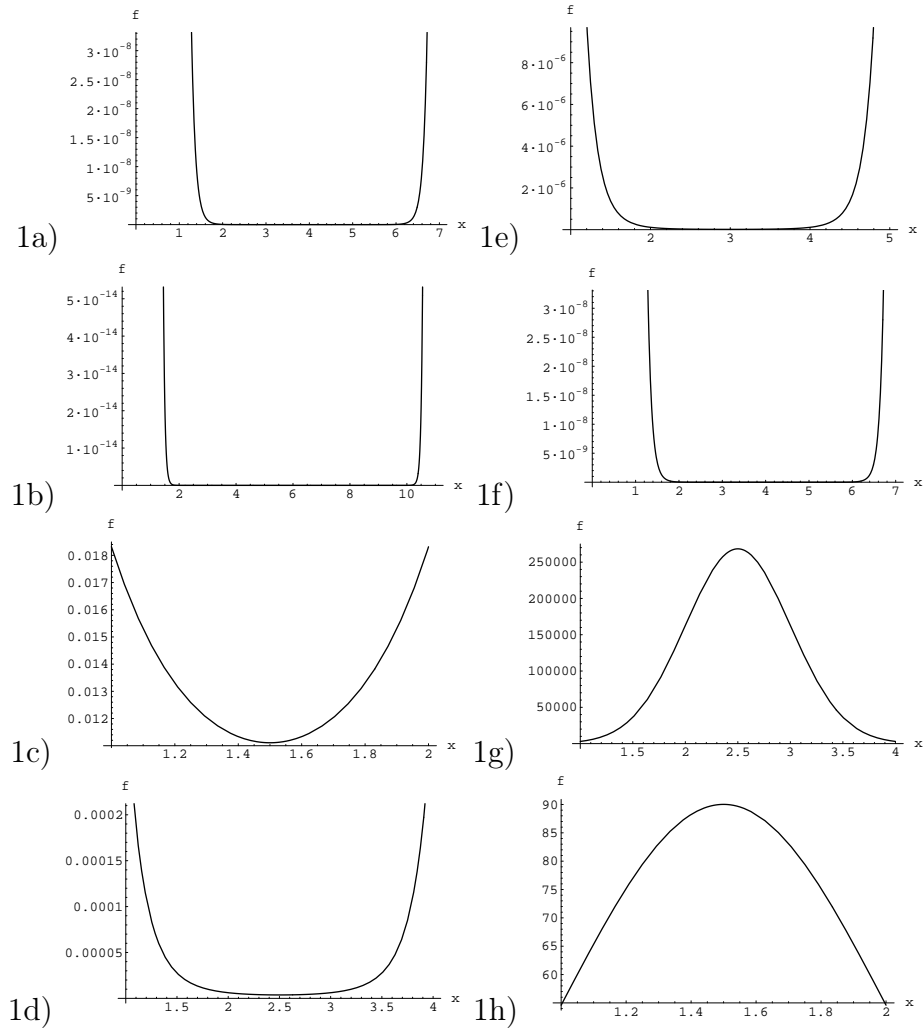 f
3·10⁻⁸
2.5·10⁻⁸
2·10⁻⁸
1.5·10⁻⁸
1·10⁻⁸
5·10⁻⁹
1 2 3 4 5 6 7 x
1a)
f
8·10⁻⁶
6·10⁻⁶
4·10⁻⁶
2·10⁻⁶
2 3 4 5 x
1e)
f
5·10⁻¹⁴
4·10⁻¹⁴
3·10⁻¹⁴
2·10⁻¹⁴
1·10⁻¹⁴
2 4 6 8 10 x
1b)
f
3·10⁻⁸
2.5·10⁻⁸
2·10⁻⁸
1.5·10⁻⁸
1·10⁻⁸
5·10⁻⁹
1 2 3 4 5 6 7 x
1f)
f
0.018
0.017
0.016
0.015
0.014
0.013
0.012
1.2 1.4 1.6 1.8 2 x
1c)
f
250000
200000
150000
100000
50000
1.5 2 2.5 3 3.5 4 x
1g)
f
0.0002
0.00015
0.0001
0.00005
1.5 2 2.5 3 3.5 4 x
1d)
f
90
85
80
75
70
65
60
1.2 1.4 1.6 1.8 2 x
1h)